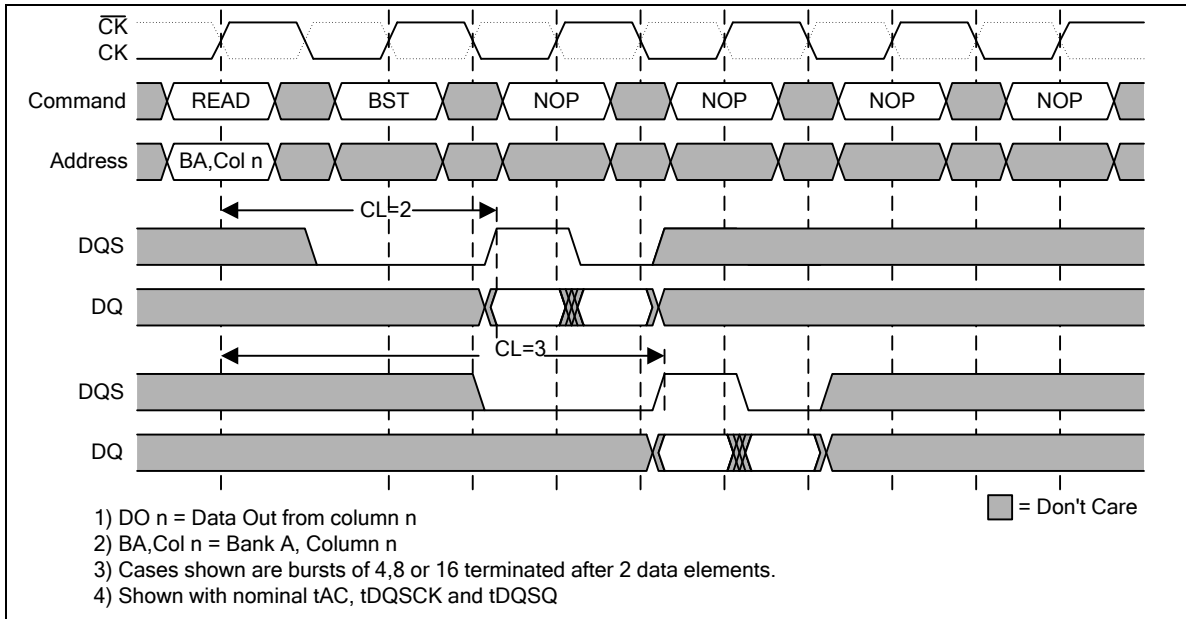 CK
CK
Command READ BST NOP NOP NOP NOP
Address BA,Col n
CL=2
DQS
DQ
CL=3
DQS
DQ
= Don't Care
1) DO n = Data Out from column n
2) BA,Col n = Bank A, Column n
3) Cases shown are bursts of 4,8 or 16 terminated after 2 data elements.
4) Shown with nominal tAC, tDQSCK and tDQSQ